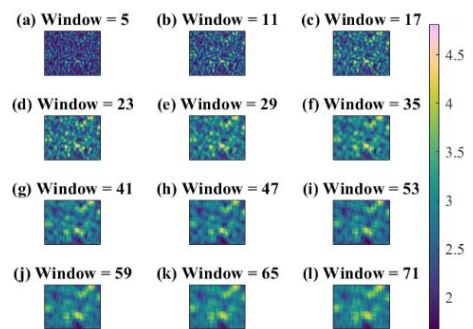 (a) Window = 5
(b) Window = 11
(c) Window = 17
(d) Window = 23
(e) Window = 29
(f) Window = 35
(g) Window = 41
(h) Window = 47
(i) Window = 53
(j) Window = 59
(k) Window = 65
(l) Window = 71
4.5
4
3.5
3
2.5
2